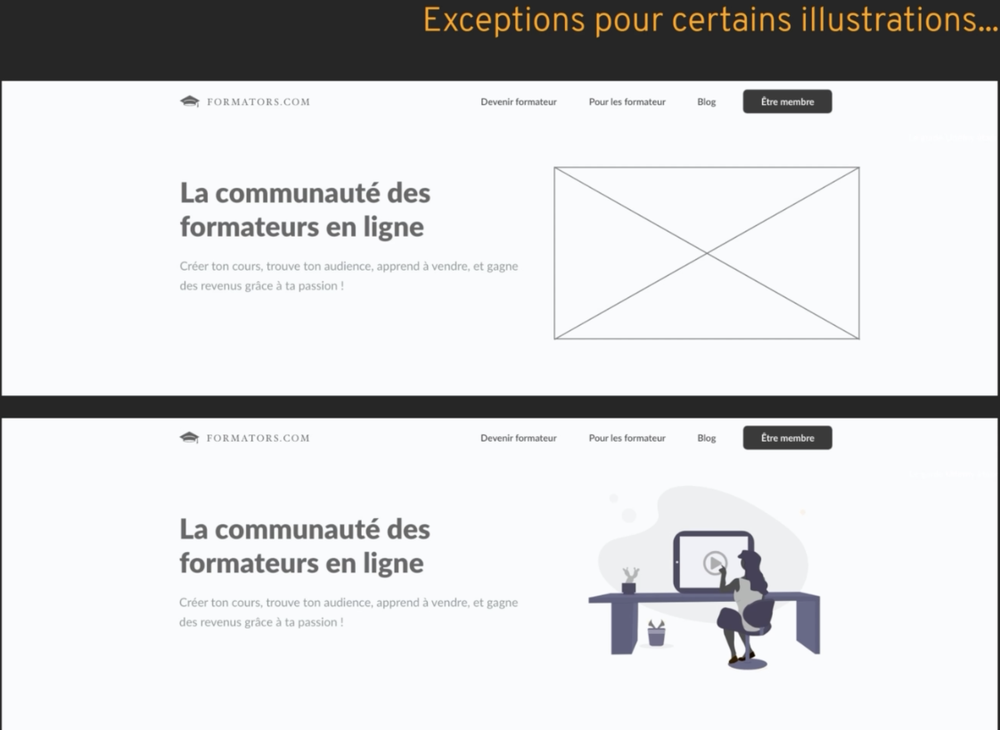 Exceptions pour certains illustrations...
FORMATORS.COM
Devenir formateur
Pour les formateur
Blog
Être membre
La communauté des
formateurs en ligne
Créer ton cours, trouve ton audience, apprend à vendre, et gagne
des revenus grâce à ta passion !
FORMATORS.COM
Devenir formateur
Pour les formateur
Blog
Être membre
La communauté des
formateurs en ligne
Créer ton cours, trouve ton audience, apprend à vendre, et gagne
des revenus grâce à ta passion !